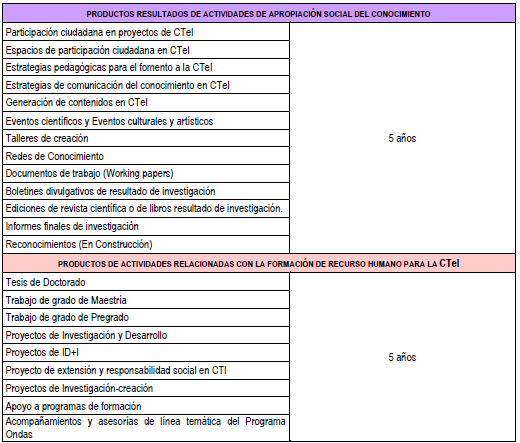 PRODUCTOS RESULTADOS DE ACTIVIDADES DE APROPIACIÓN SOCIAL DEL CONOCIMIENTO
Participación ciudadana en proyectos de CTeI
Espacios de participación ciudadana en CTeI
Estrategias pedagógicas para el fomento a la CTeI
Estrategias de comunicación del conocimiento en CTeI
Generación de contenidos en CTeI
Eventos científicos y Eventos culturales y artísticos
Talleres de creación
Redes de Conocimiento
Documentos de trabajo (Working papers)
Boletines divulgativos de resultado de investigación
Ediciones de revista científica o de libros resultado de investigación.
Informes finales de investigación
Reconocimientos (En Construcción)
5 años
PRODUCTOS DE ACTIVIDADES RELACIONADAS CON LA FORMACIÓN DE RECURSO HUMANO PARA LA CTeI
Tesis de Doctorado
Trabajo de grado de Maestría
Trabajo de grado de Pregrado
Proyectos de Investigación y Desarrollo
Proyectos de ID+I
Proyecto de extensión y responsabilidad social en CTI
Proyectos de Investigación-creación
Apoyo a programas de formación
Acompañamientos y asesorías de línea temática del Programa
Ondas
5 años